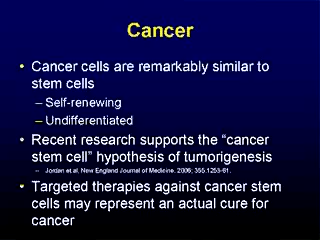 Cancer
• Cancer cells are remarkably similar to
stem cells
– Self-renewing
– Undifferentiated
• Recent research supports the “cancer
stem cell” hypothesis of tumorigenesis
– Jordan et al, New England Journal of Medicine. 2006; 355:1253-61.
• Targeted therapies against cancer stem
cells may represent an actual cure for
cancer